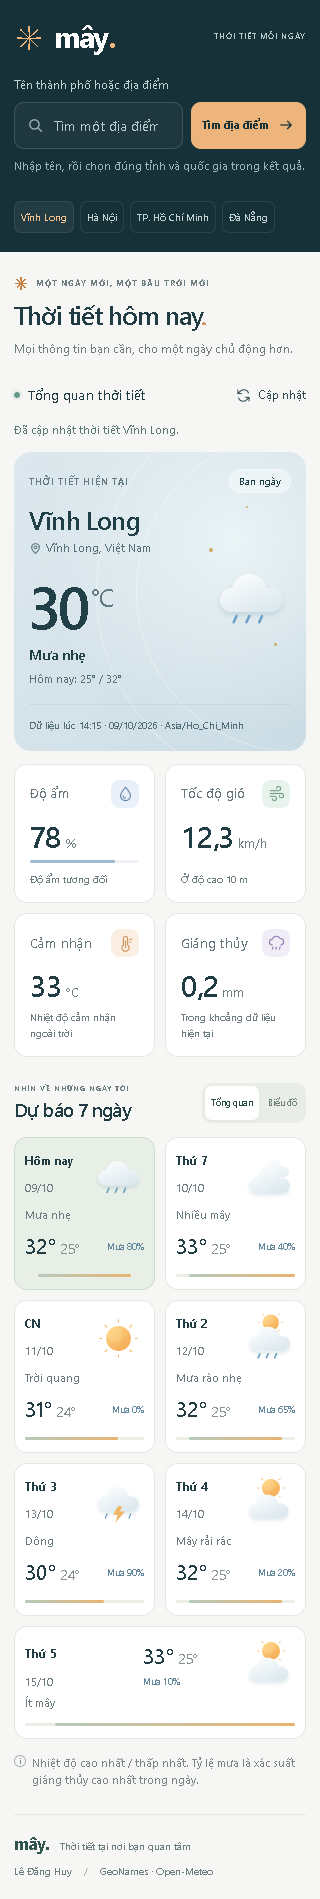 mây.
THỜI TIẾT MỖI NGÀY
Tên thành phố hoặc địa điểm
Tìm một địa điểm
Tìm địa điểm
Nhập tên, rồi chọn đúng tỉnh và quốc gia trong kết quả.
Vĩnh Long
Hà Nội
TP. Hồ Chí Minh
Đà Nẵng
MỘT NGÀY MỚI, MỘT BẦU TRỜI MỚI
Thời tiết hôm nay.
Mọi thông tin bạn cần, cho một ngày chủ động hơn.
Tổng quan thời tiết
Cập nhật
Đã cập nhật thời tiết Vĩnh Long.
THỜI TIẾT HIỆN TẠI
Ban ngày
Vĩnh Long
Vĩnh Long, Việt Nam
30°C
Mưa nhẹ
Hôm nay: 25° / 32°
Dữ liệu lúc 14:15 · 09/10/2026 · Asia/Ho_Chi_Minh
Độ ẩm
78 %
Độ ẩm tương đối
Tốc độ gió
12,3 km/h
Ở độ cao 10 m
Cảm nhận
33 °C
Nhiệt độ cảm nhận
ngoài trời
Giáng thủy
0,2 mm
Trong khoảng dữ liệu
hiện tại
NHÌN VỀ NHỮNG NGÀY TỚI
Dự báo 7 ngày
Tổng quan
Biểu đồ
Hôm nay
09/10
Mưa nhẹ
32° 25°
Mưa 80%
Thứ 7
10/10
Nhiều mây
33° 25°
Mưa 40%
CN
11/10
Trời quang
31° 24°
Mưa 0%
Thứ 2
12/10
Mưa rào nhẹ
32° 25°
Mưa 65%
Thứ 3
13/10
Dông
30° 24°
Mưa 90%
Thứ 4
14/10
Mây rải rác
32° 25°
Mưa 20%
Thứ 5
15/10
Ít mây
33° 25°
Mưa 10%
Nhiệt độ cao nhất / thấp nhất. Tỷ lệ mưa là xác suất
giáng thủy cao nhất trong ngày.
mây.
Thời tiết tại nơi bạn quan tâm
Lê Đăng Huy / GeoNames · Open-Meteo